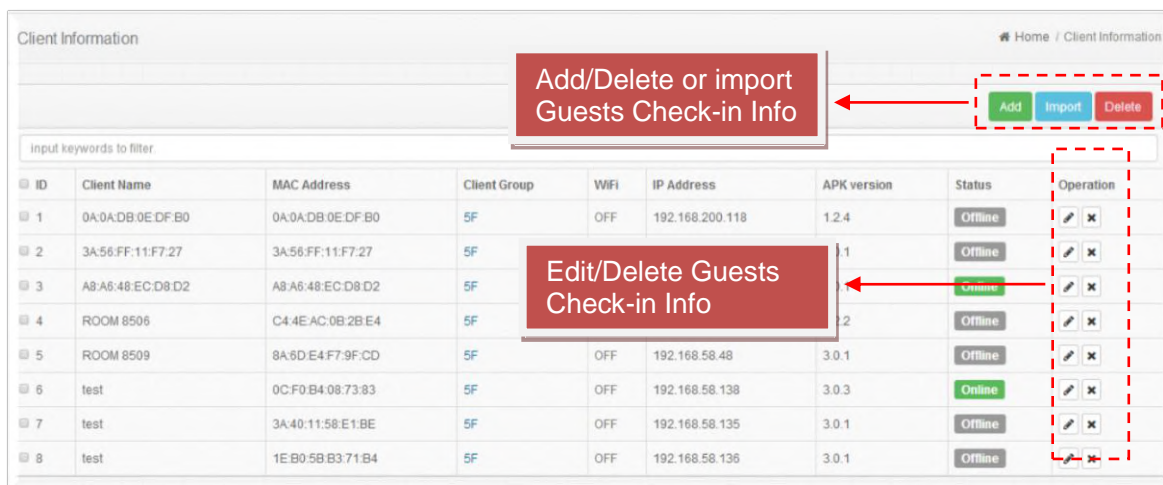 Client Information
Home / Client Information
Add/Delete or import
Guests Check-in Info
Add Import Delete
input keywords to filter.
ID Client Name MAC Address Client Group WiFi IP Address APK version Status Operation
1 0A:0A:DB:0E:DF:B0 0A:0A:DB:0E:DF:B0 5F OFF 192.168.200.118 1.2.4 Offline
2 3A:56:FF:11:F7:27 3A:56:FF:11:F7:27 5F Offline
Edit/Delete Guests
Check-in Info
3 A8:A6:48:EC:D8:D2 A8:A6:48:EC:D8:D2 5F Online
4 ROOM 8506 C4:4E:AC:0B:2B:E4 5F Offline
5 ROOM 8509 8A:6D:E4:F7:9F:CD 5F OFF 192.168.58.48 3.0.1 Offline
6 test 0C:F0:B4:08:73:83 5F OFF 192.168.58.138 3.0.3 Online
7 test 3A:40:11:58:E1:BE 5F OFF 192.168.58.135 3.0.1 Offline
8 test 1E:B0:5B:B3:71:B4 5F OFF 192.168.58.136 3.0.1 Offline